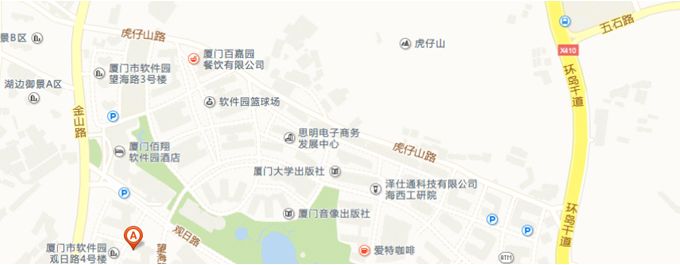 虎仔山路
景B区
厦门百嘉园
餐饮有限公司
虎仔山
五石路
X410
厦门市软件园
望海路3号楼
湖边御景A区
环岛干道
软件园篮球场
P
金山路
思明电子商务
发展中心
虎仔山路
厦门佰翔
软件园酒店
厦门大学出版社
泽仕通科技有限公司
海西工研院
P
厦门音像出版社
P
P
观日路
A
厦门市软件园
观日路4号楼
望海
爱特咖啡
环岛干道